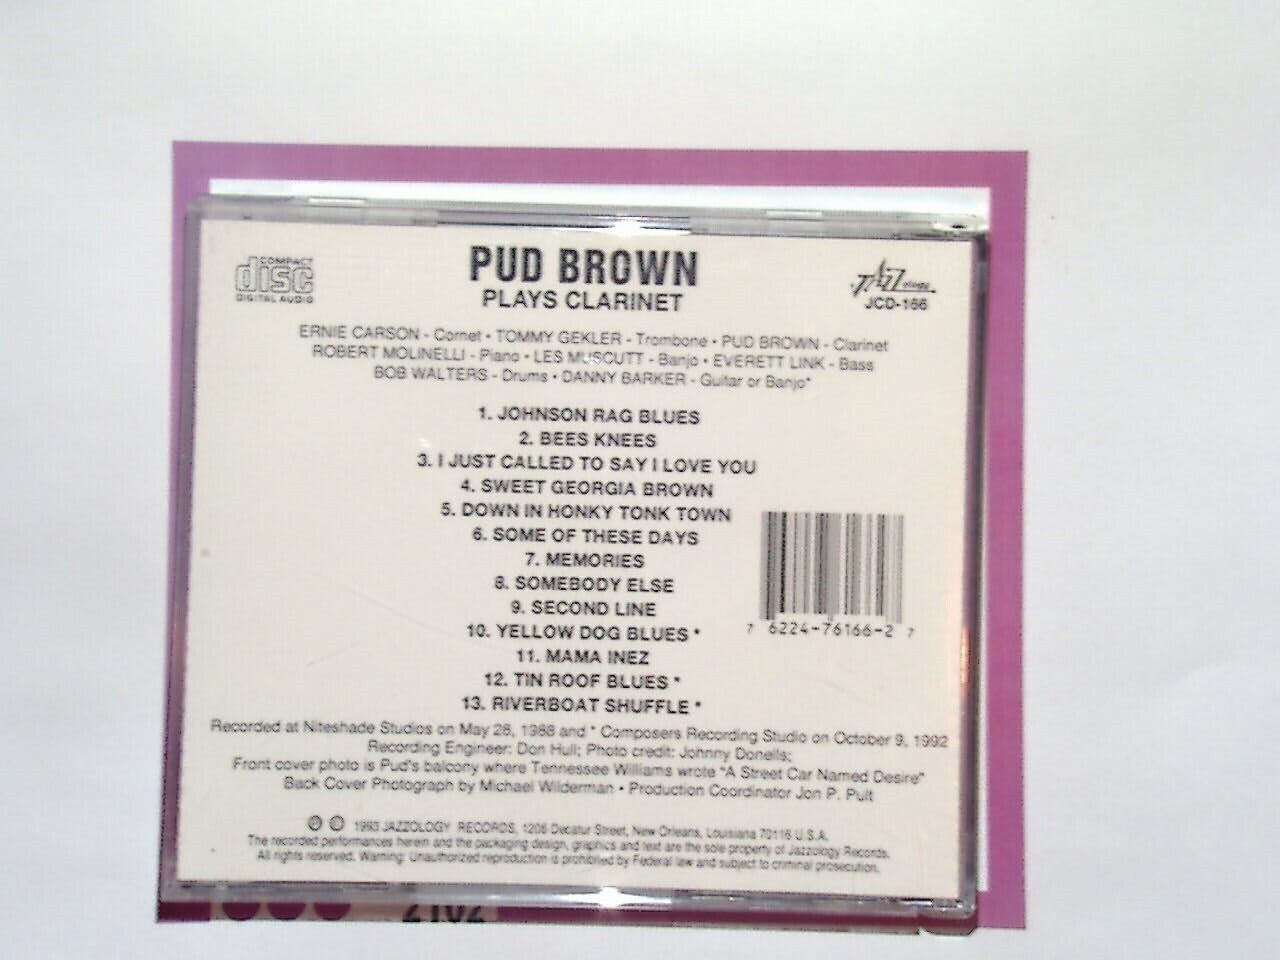 COMPACT
disc
DIGITAL AUDIO
PUD BROWN
PLAYS CLARINET
JAZZology
JCD-166
ERNIE CARSON - Cornet • TOMMY GEKLER - Trombone • PUD BROWN - Clarinet
ROBERT MOLINELLI - Piano • LES MUSCUTT - Banjo • EVERETT LINK - Bass
BOB WALTERS - Drums • DANNY BARKER - Guitar or Banjo*
1. JOHNSON RAG BLUES
2. BEES KNEES
3. I JUST CALLED TO SAY I LOVE YOU
4. SWEET GEORGIA BROWN
5. DOWN IN HONKY TONK TOWN
6. SOME OF THESE DAYS
7. MEMORIES
8. SOMEBODY ELSE
9. SECOND LINE
10. YELLOW DOG BLUES *
11. MAMA INEZ
12. TIN ROOF BLUES *
13. RIVERBOAT SHUFFLE *
7 6224-76166-2 7
Recorded at Niteshade Studios on May 28, 1988 and * Composers Recording Studio on October 9, 1992
Recording Engineer: Don Hull; Photo credit: Johnny Donells;
Front cover photo is Pud's balcony where Tennessee Williams wrote "A Street Car Named Desire"
Back Cover Photograph by Michael Wilderman • Production Coordinator Jon P. Pult
℗ © 1993 JAZZOLOGY RECORDS, 1206 Decatur Street, New Orleans, Louisiana 70116 U.S.A.
The recorded performances herein and the packaging design, graphics and text are the sole property of Jazzology Records.
All rights reserved. Warning: Unauthorized reproduction is prohibited by Federal law and subject to criminal prosecution.
2102